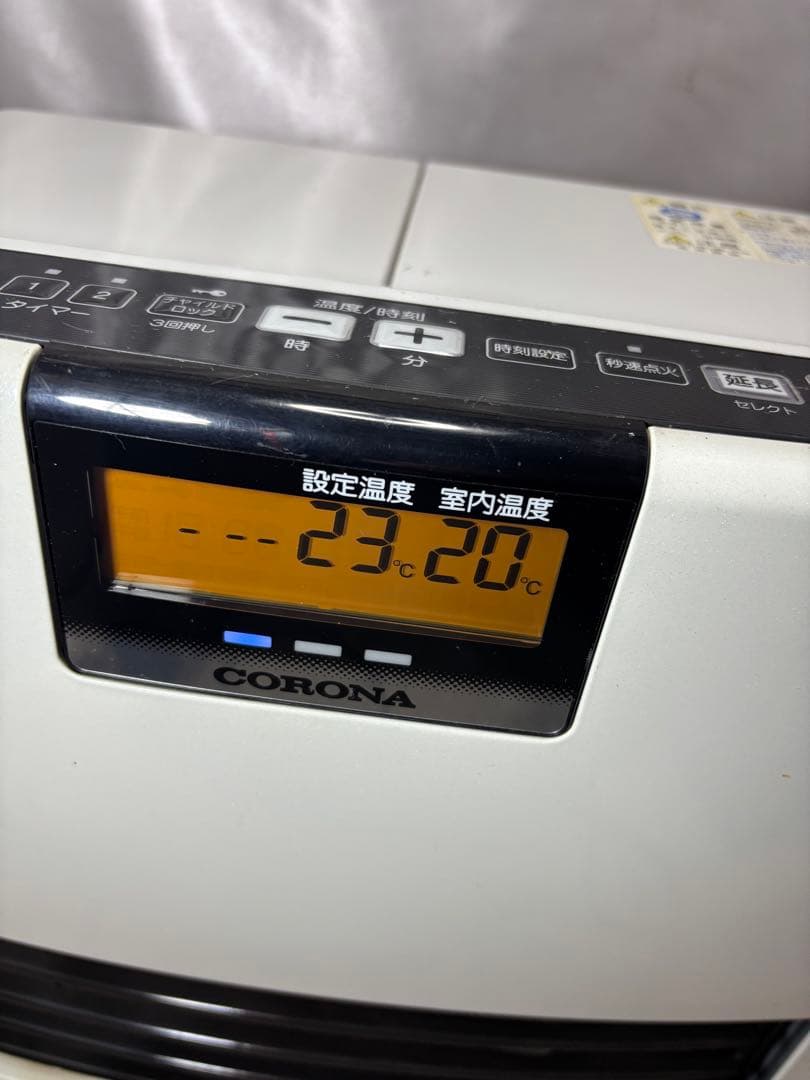 1 2
タイマー
チャイルド
ロック
3回押し
温度/時刻
− +
時 分
時刻設定
秒速点火
延長
セレクト
設定温度 室内温度
- -- 23℃ 20℃
CORONA